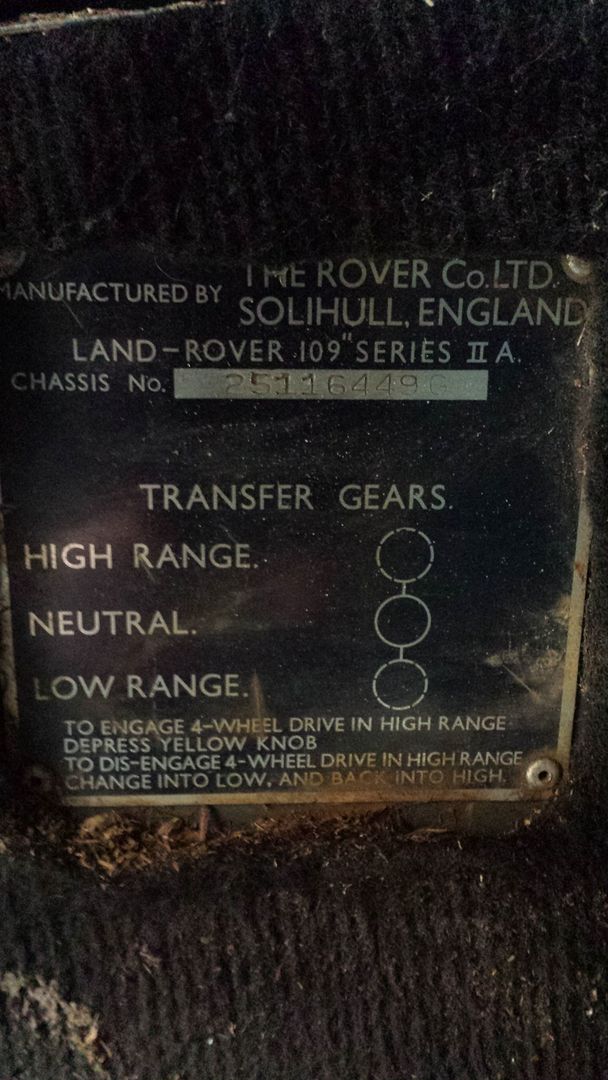 THE ROVER Co. LTD.
MANUFACTURED BY SOLIHULL, ENGLAND
LAND-ROVER 109" SERIES II A.
CHASSIS No. 25116449G
TRANSFER GEARS.
HIGH RANGE.
NEUTRAL.
LOW RANGE.
TO ENGAGE 4-WHEEL DRIVE IN HIGH RANGE
DEPRESS YELLOW KNOB
TO DIS-ENGAGE 4-WHEEL DRIVE IN HIGH RANGE
CHANGE INTO LOW, AND BACK INTO HIGH.